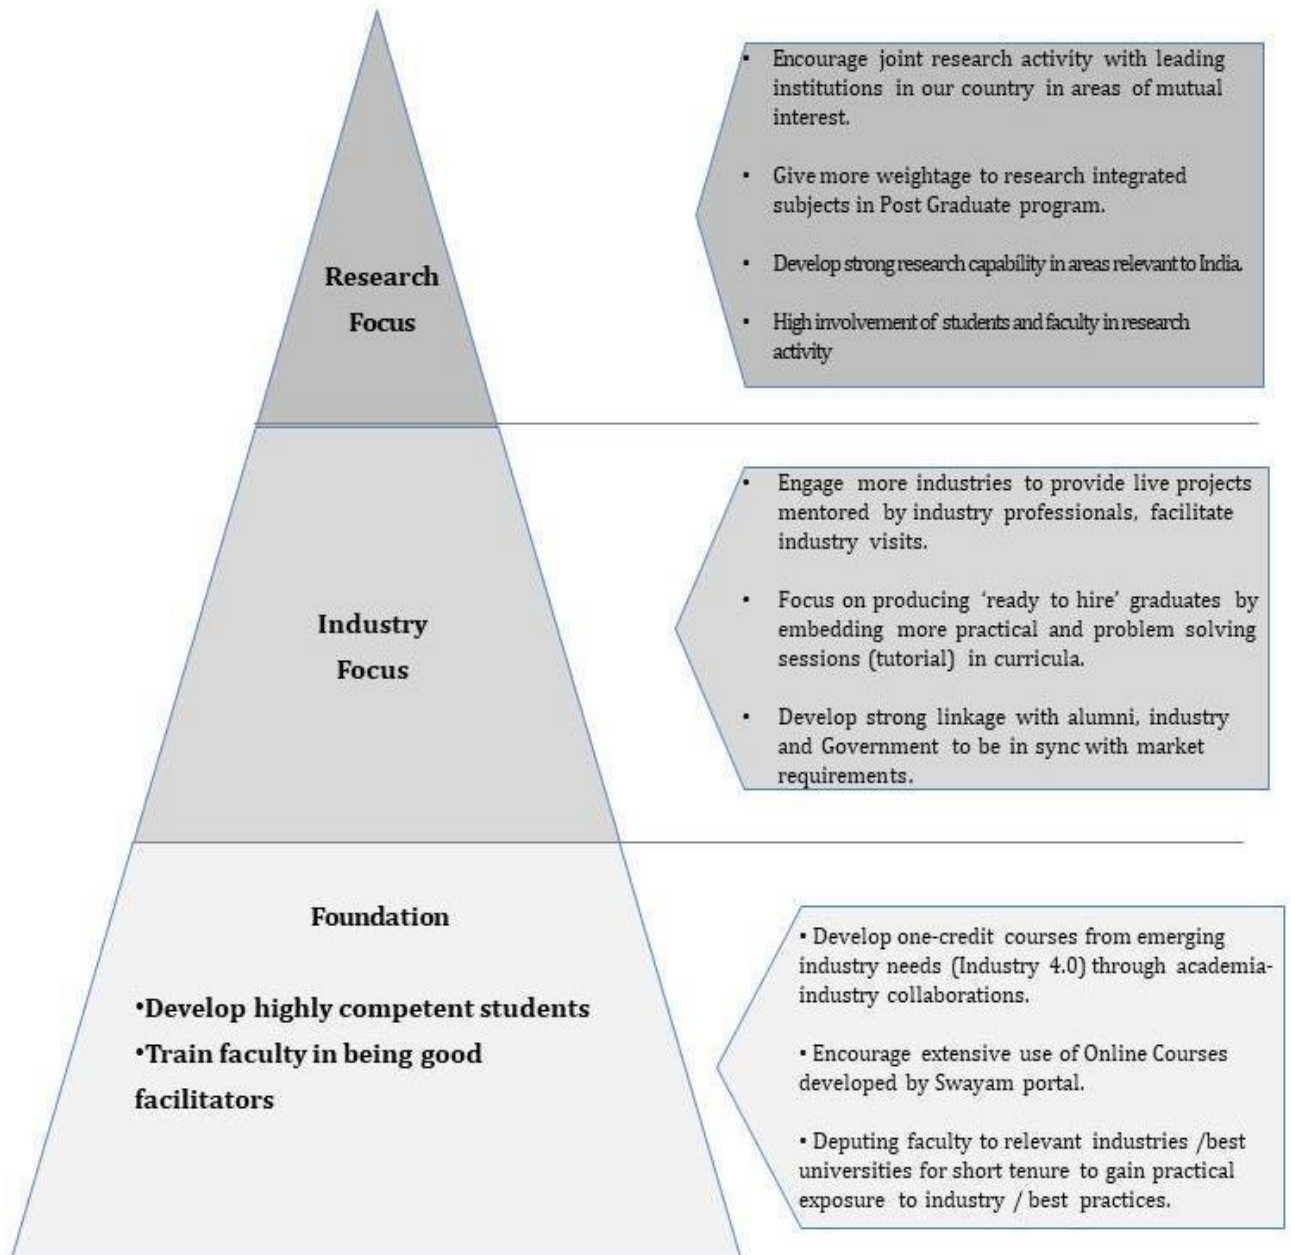 Research
Focus
▪ Encourage joint research activity with leading
institutions in our country in areas of mutual
interest.
▪ Give more weightage to research integrated
subjects in Post Graduate program.
▪ Develop strong research capability in areas relevant to India.
▪ High involvement of students and faculty in research
activity
Industry
Focus
• Engage more industries to provide live projects
mentored by industry professionals, facilitate
industry visits.
• Focus on producing ‘ready to hire’ graduates by
embedding more practical and problem solving
sessions (tutorial) in curricula.
• Develop strong linkage with alumni, industry
and Government to be in sync with market
requirements.
Foundation
•Develop highly competent students
•Train faculty in being good
facilitators
• Develop one-credit courses from emerging
industry needs (Industry 4.0) through academia-
industry collaborations.
• Encourage extensive use of Online Courses
developed by Swayam portal.
• Deputing faculty to relevant industries /best
universities for short tenure to gain practical
exposure to industry / best practices.